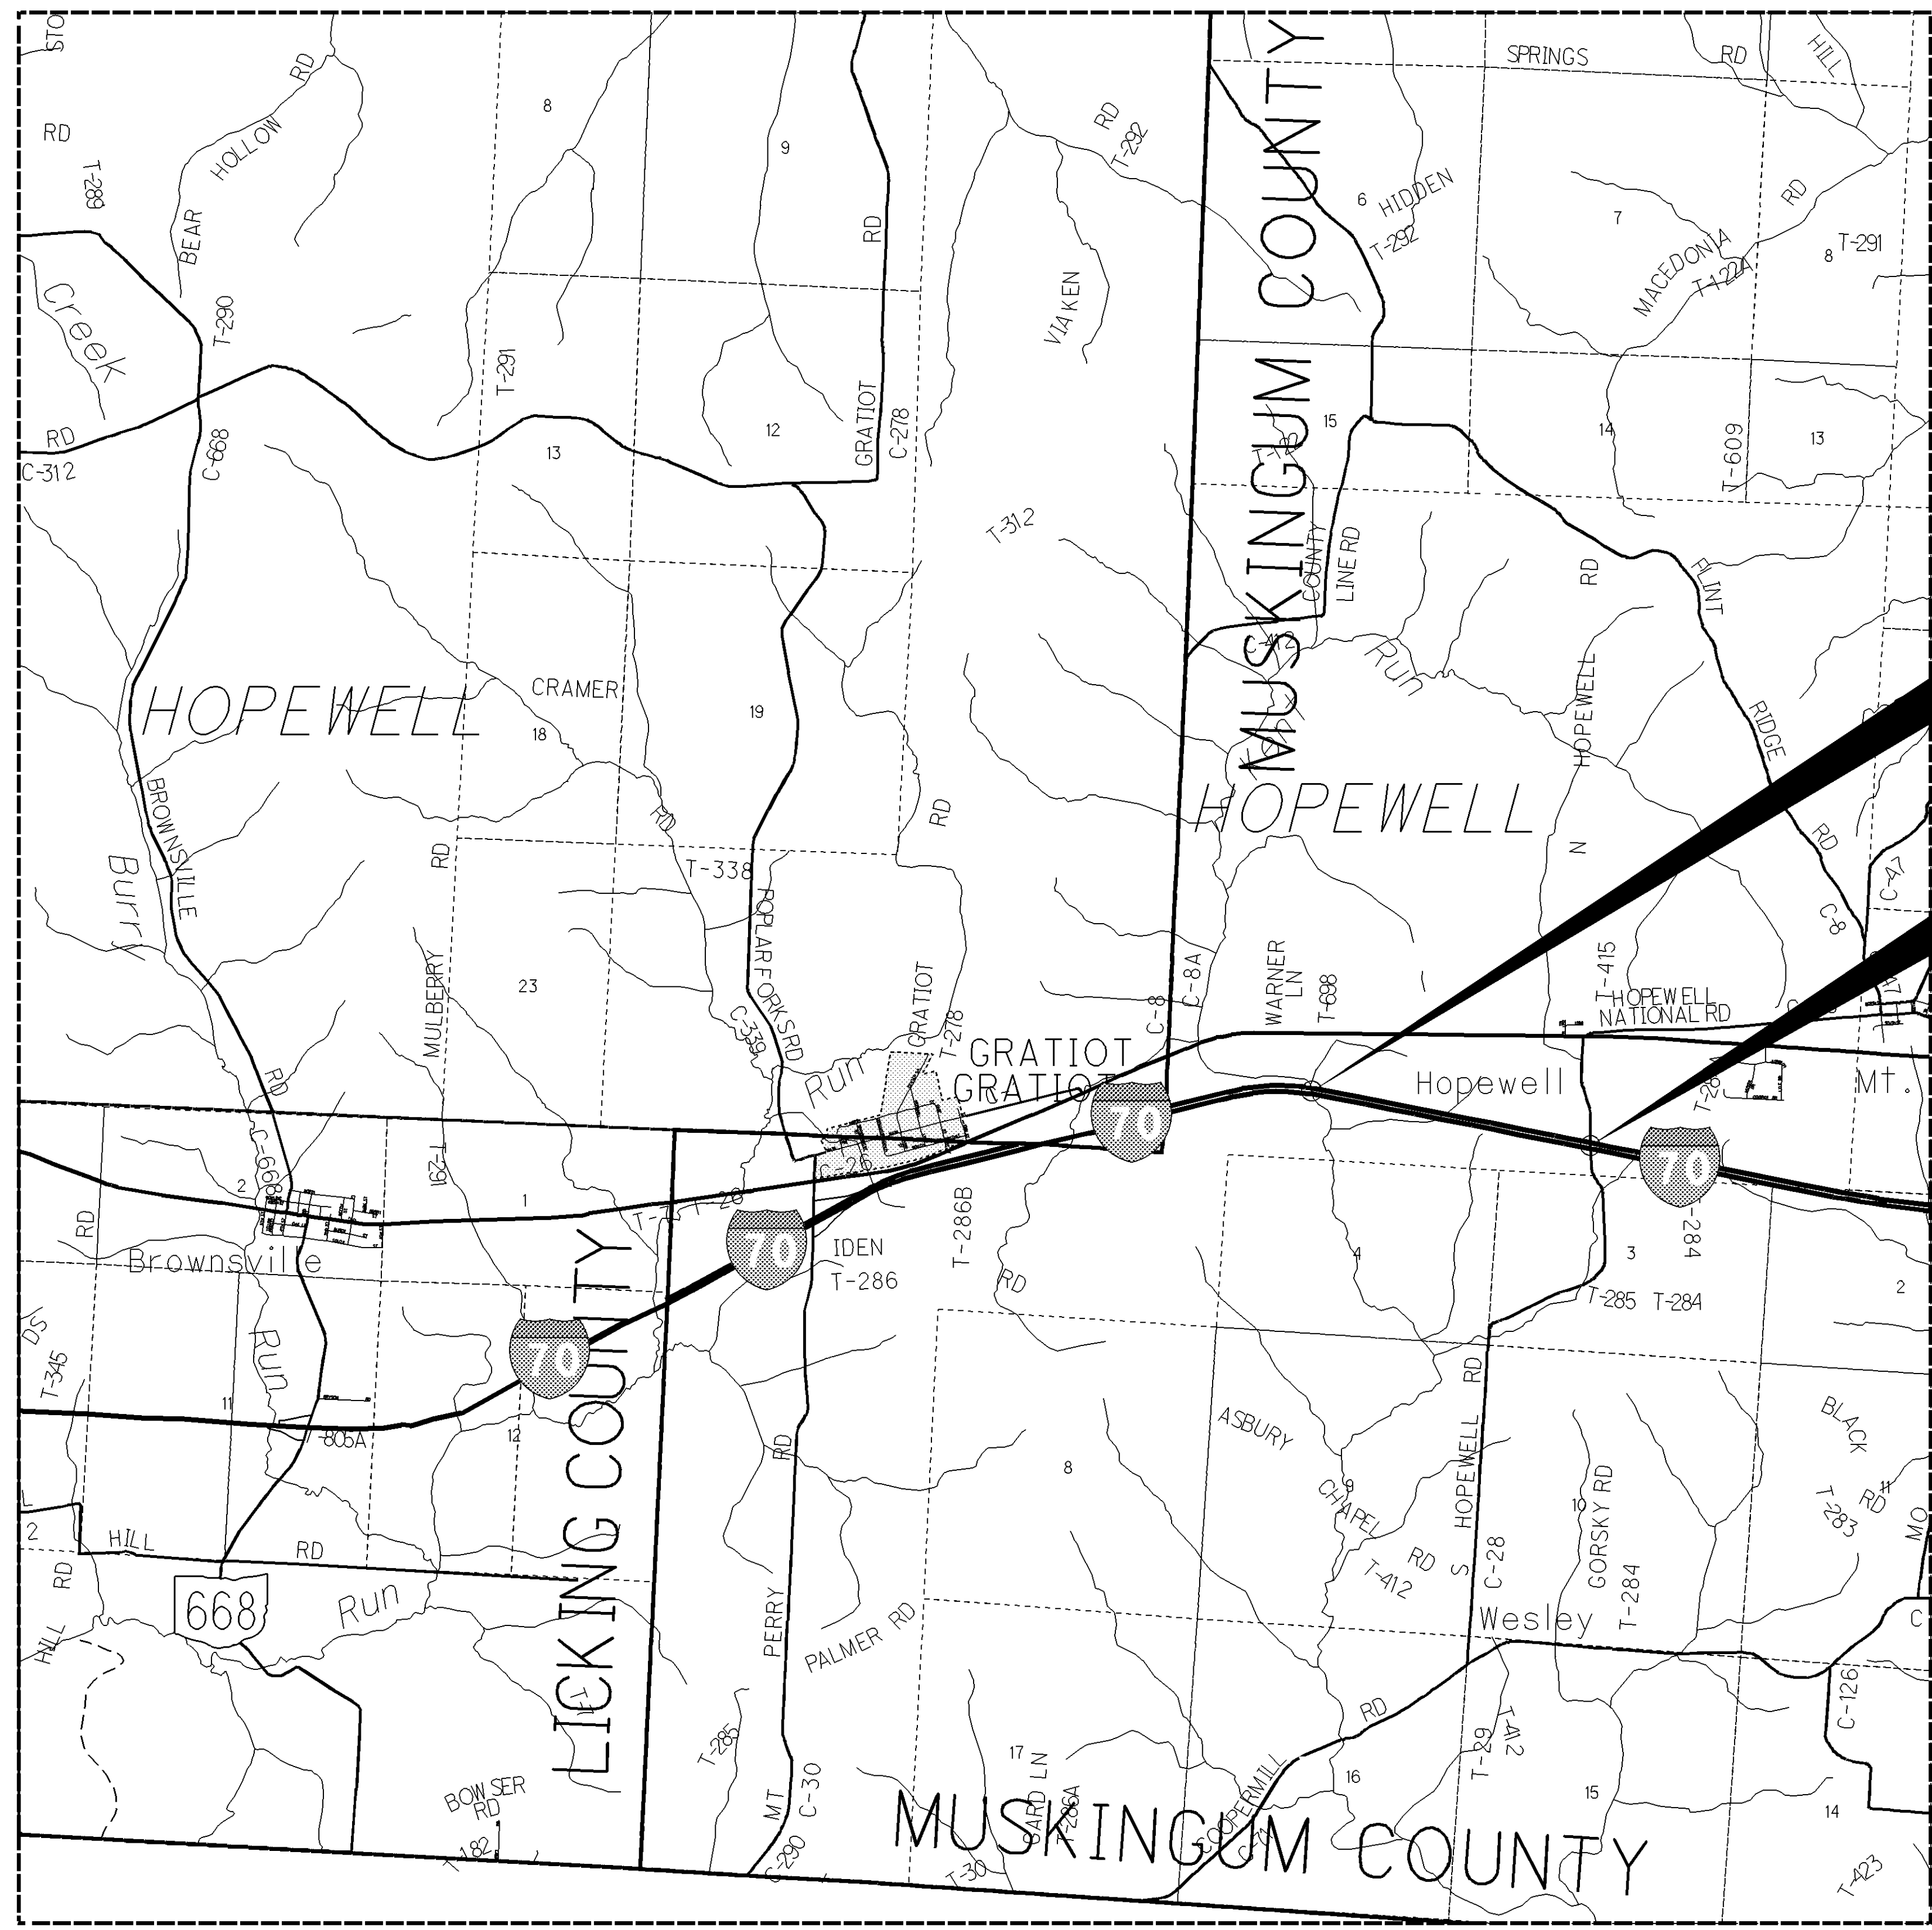 STO
RD
T-289
BEAR
HOLLOW
RD
8
9
RD
RD
T-292
VIAKEN
MUSKINGUM COUNTY
SPRINGS
RD
HILL
6
HIDDEN
T-292
7
RD
MACEDONIA
T-122A
8
T-291
Creek
T-290
T-291
GRATIOT
C-278
RD
C-312
C-668
13
12
15
14
13
T-609
T-312
COUNTY
LINE RD
C-412
Run
RD
FLINT
HOPEWELL
CRAMER
18
19
RD
HOPEWELL
HOPEWELL
N
RIDGE
RD
C-8
C-47
BROWNSVILLE
Burry
RD
RD
T-338
POPLAR FORKS RD
MULBERRY
23
C-339
GRATIOT
T-278
C-8
C-8A
WARNER
LN
T-698
T-415
HOPEWELL
NATIONAL RD
RD
Run
GRATIOT
GRATIOT
Hopewell
Mt.
70
70
C-668
T-291
C-26
2
1
RD
Brownsville
T-286B
IDEN
T-286
70
70
RD
4
3
-284
T-285
T-284
2
DS
T-345
Run
11
-805A
12
LICKING COUNTY
RD
8
ASBURY
CHAPEL
RD
T-412
9
RD
HOPEWELL
S
C-28
10
GORSKY RD
T-284
BLACK
RD
11
T-283
MO
L
2
HILL
RD
RD
HILL
668
Run
PERRY
PALMER RD
Wesley
C
T-285
MT
C-30
C-290
17
T-286A
T-30
COOPERMILL
RD
16
T-29
T-412
15
C-126
14
BOWSER
RD
T-182
MUSKINGUM COUNTY
T-423